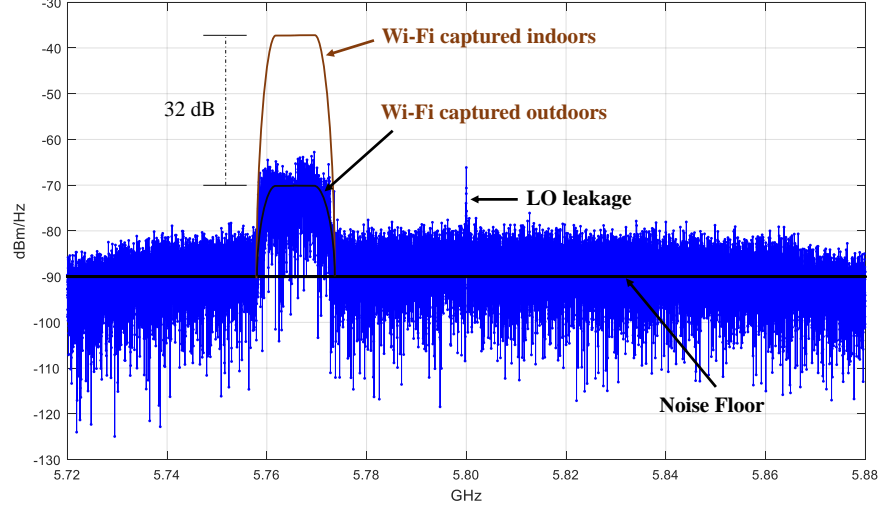 -30
-40
-50
-60
-70
-80
-90
-100
-110
-120
-130
dBm/Hz
Wi-Fi captured indoors
32 dB
Wi-Fi captured outdoors
LO leakage
Noise Floor
5.72
5.74
5.76
5.78
5.80
5.82
5.84
5.86
5.88
GHz